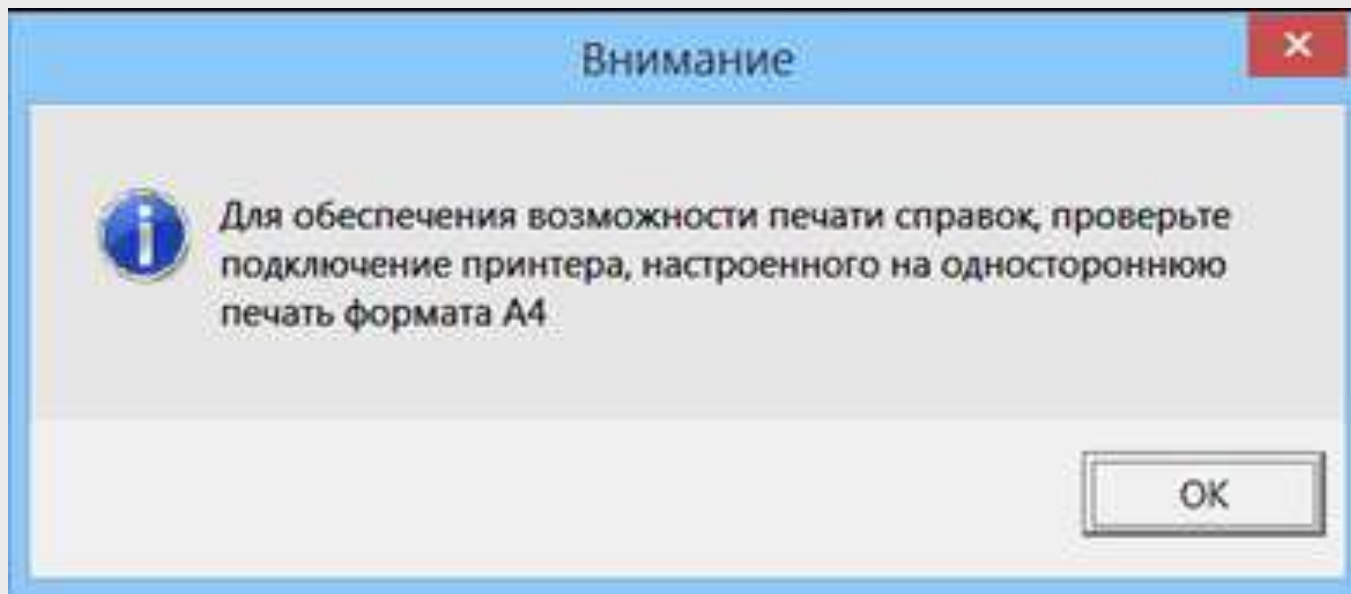 Внимание
Для обеспечения возможности печати справок, проверьте
подключение принтера, настроенного на одностороннюю
печать формата А4
ОК